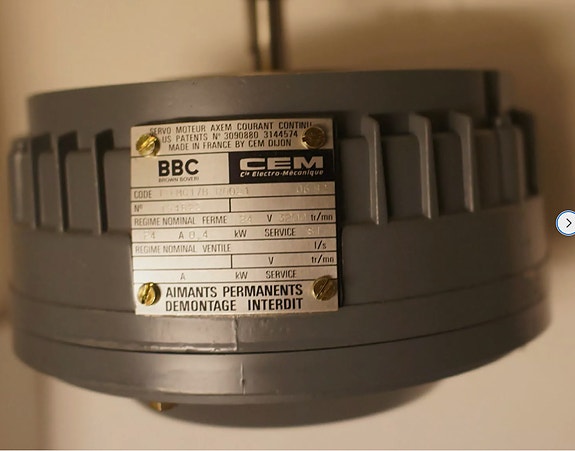 SERVO MOTEUR AXEM COURANT CONTINU
US PATENTS N° 3090880 3144574
MADE IN FRANCE BY CEM DIJON
BBC
BROWN BOVERI
CEM
Cie Electro-Mécanique
CODE
N°
REGIME NOMINAL FERME V tr/mn
A 0,4 kW SERVICE
REGIME NOMINAL VENTILE l/s
V tr/mn
A kW SERVICE
AIMANTS PERMANENTS
DEMONTAGE INTERDIT